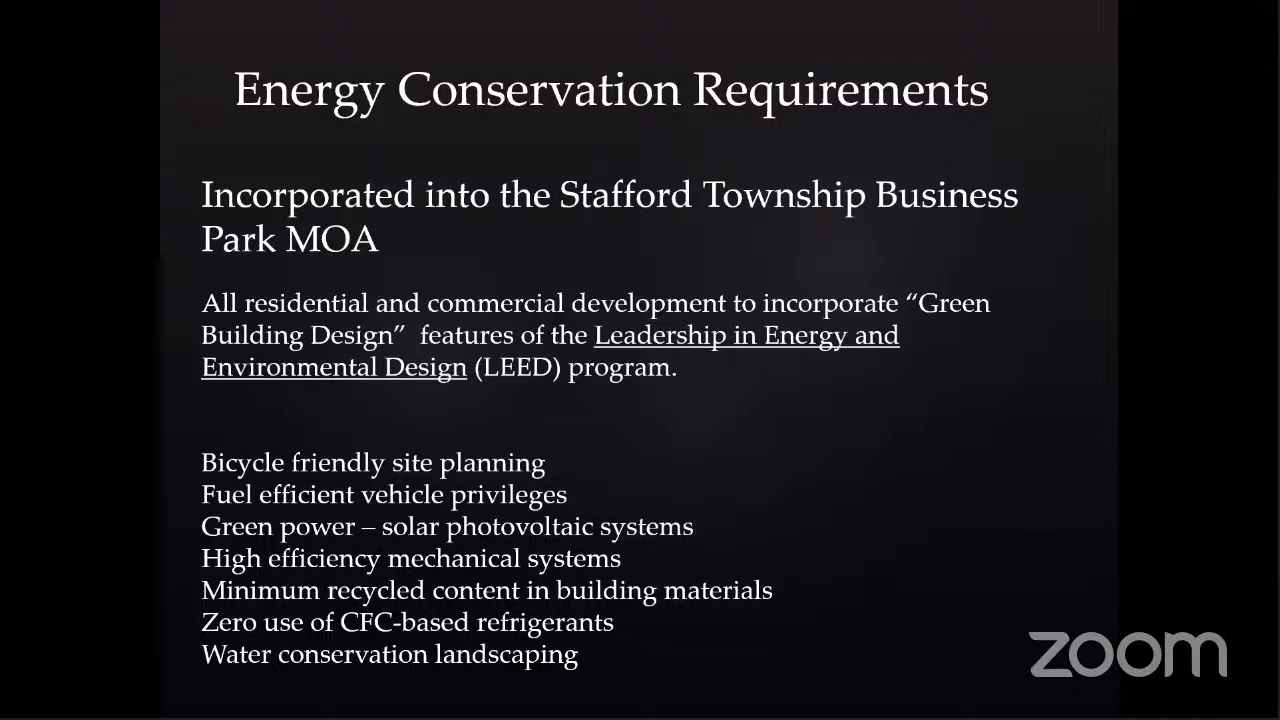 Energy Conservation Requirements
Incorporated into the Stafford Township Business
Park MOA
All residential and commercial development to incorporate “Green
Building Design”  features of the Leadership in Energy and
Environmental Design (LEED) program.
Bicycle friendly site planning
Fuel efficient vehicle privileges
Green power – solar photovoltaic systems
High efficiency mechanical systems
Minimum recycled content in building materials
Zero use of CFC-based refrigerants
Water conservation landscaping
zoom